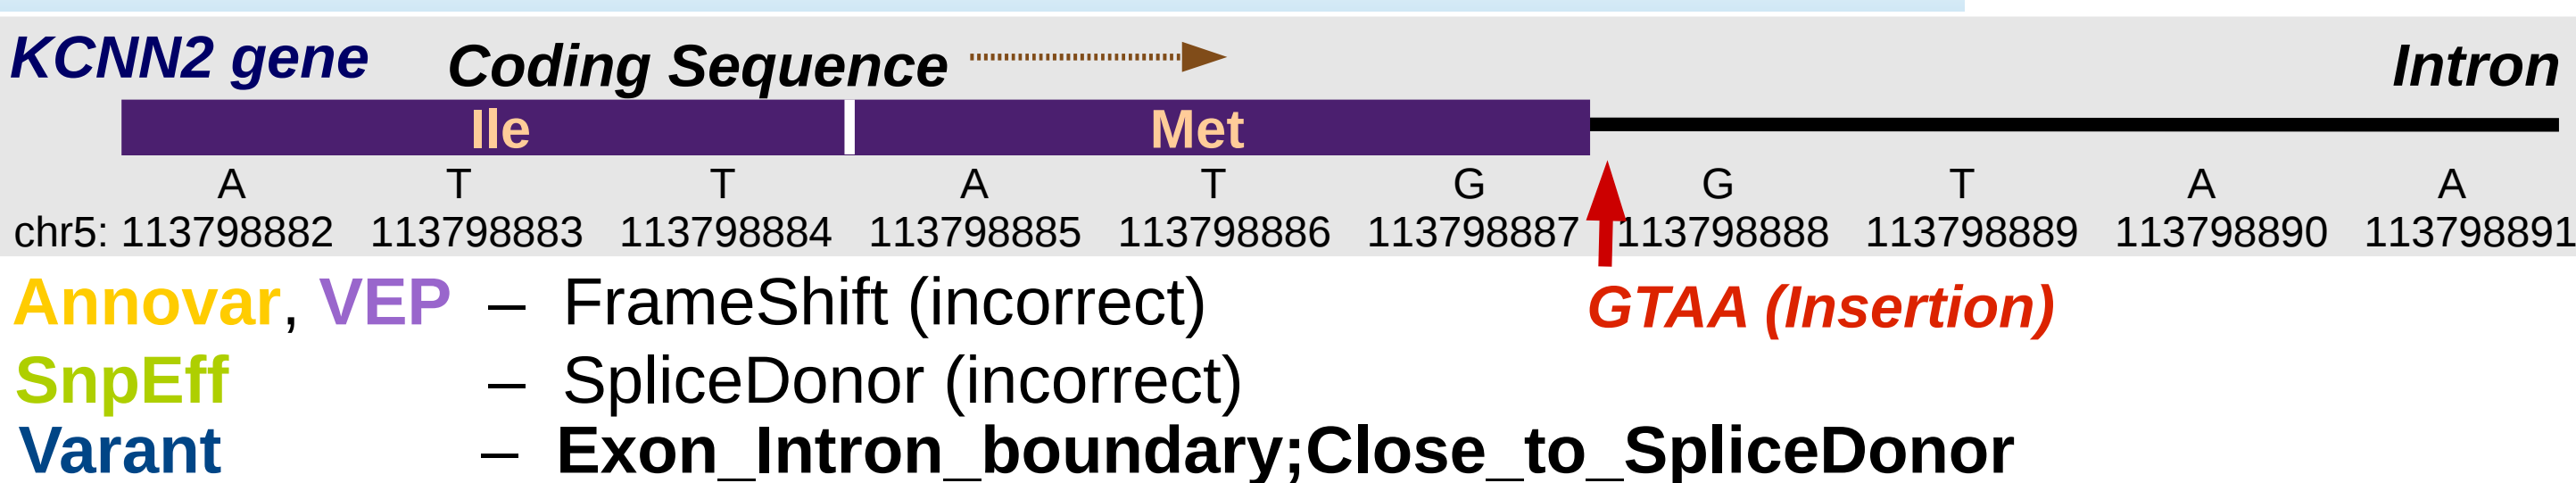 KCNN2 gene Coding Sequence Intron
Ile Met
A T T A T G G T A A
chr5: 113798882 113798883 113798884 113798885 113798886 113798887 113798888 113798889 113798890 113798891
Annovar, VEP – FrameShift (incorrect) GTAA (Insertion)
SnpEff – SpliceDonor (incorrect)
Varant – Exon_Intron_boundary;Close_to_SpliceDonor